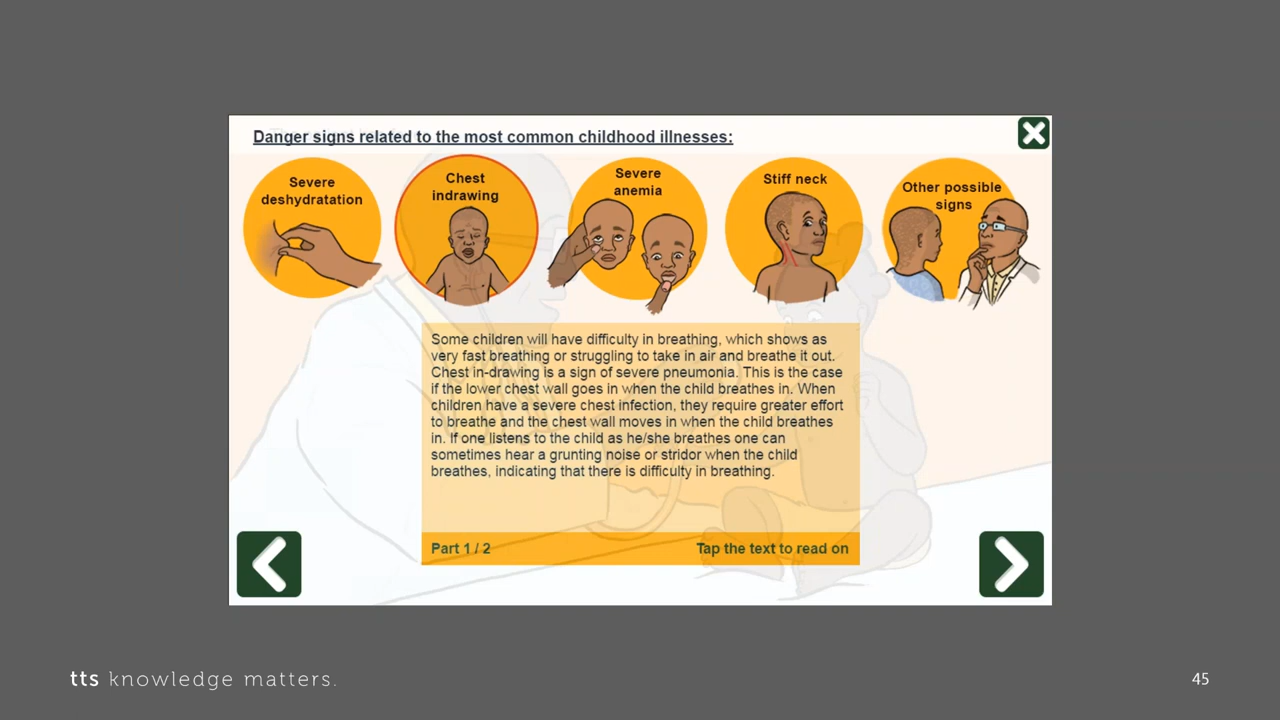 Danger signs related to the most common childhood illnesses:
Severe
deshydratation
Chest
indrawing
Severe
anemia
Stiff neck
Other possible
signs
Some children will have difficulty in breathing, which shows as
very fast breathing or struggling to take in air and breathe it out.
Chest in-drawing is a sign of severe pneumonia. This is the case
if the lower chest wall goes in when the child breathes in. When
children have a severe chest infection, they require greater effort
to breathe and the chest wall moves in when the child breathes
in. If one listens to the child as he/she breathes one can
sometimes hear a grunting noise or stridor when the child
breathes, indicating that there is difficulty in breathing.
Part 1 / 2
Tap the text to read on
tts knowledge matters.
45